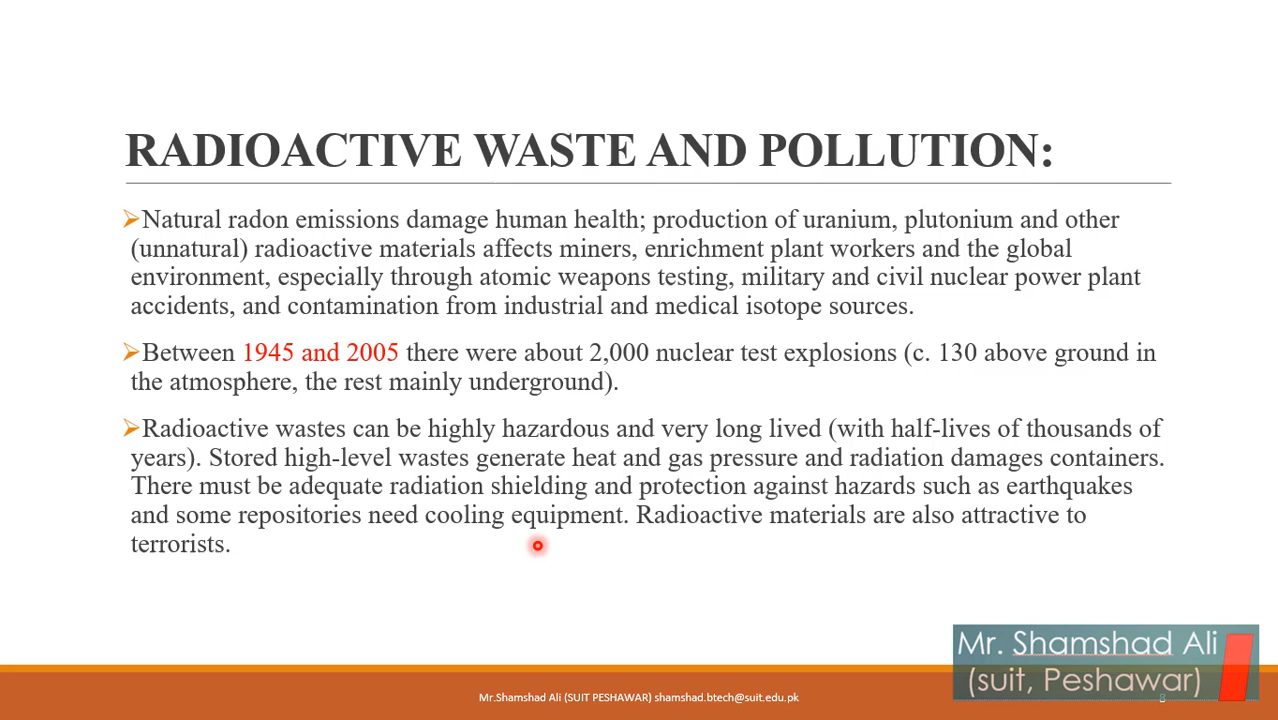 RADIOACTIVE WASTE AND POLLUTION:
Natural radon emissions damage human health; production of uranium, plutonium and other
(unnatural) radioactive materials affects miners, enrichment plant workers and the global
environment, especially through atomic weapons testing, military and civil nuclear power plant
accidents, and contamination from industrial and medical isotope sources.
Between 1945 and 2005 there were about 2,000 nuclear test explosions (c. 130 above ground in
the atmosphere, the rest mainly underground).
Radioactive wastes can be highly hazardous and very long lived (with half-lives of thousands of
years). Stored high-level wastes generate heat and gas pressure and radiation damages containers.
There must be adequate radiation shielding and protection against hazards such as earthquakes
and some repositories need cooling equipment. Radioactive materials are also attractive to
terrorists.
Mr. Shamshad Ali
(suit, Peshawar)
Mr.Shamshad Ali (SUIT PESHAWAR) shamshad.btech@suit.edu.pk
8